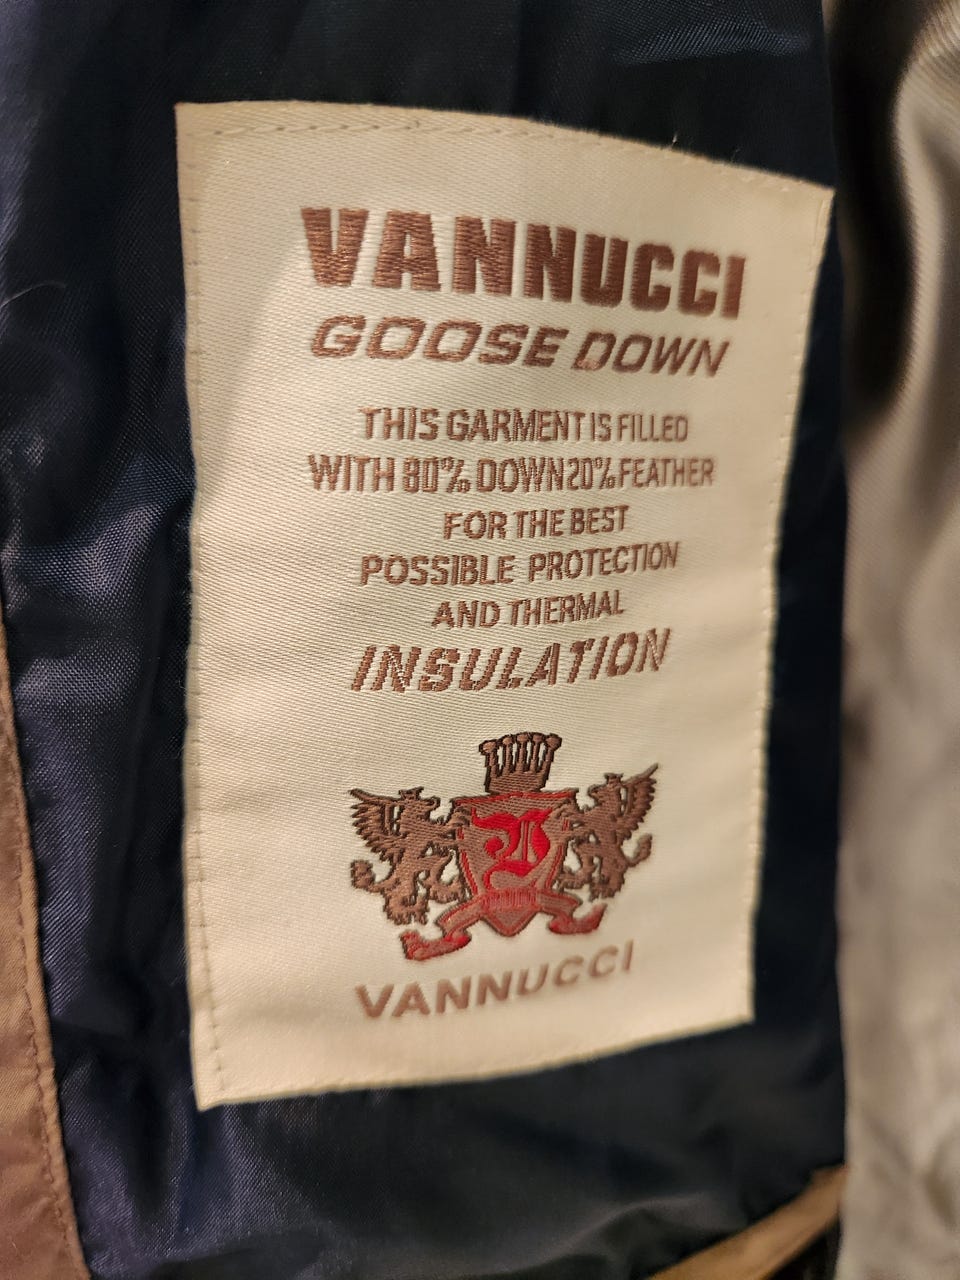 VANNUCCI
GOOSE DOWN
THIS GARMENT IS FILLED
WITH 80% DOWN 20% FEATHER
FOR THE BEST
POSSIBLE PROTECTION
AND THERMAL
INSULATION
VANNUCCI